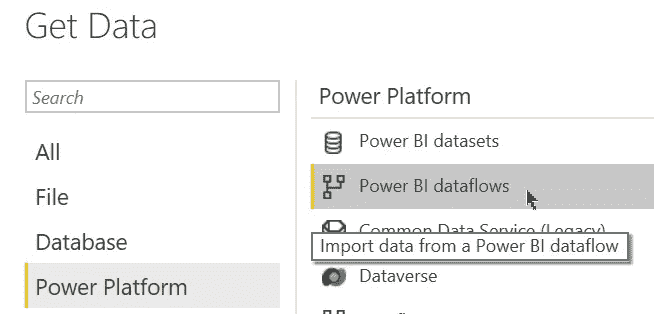 Get Data
Search
All
File
Database
Power Platform
Power Platform
Power BI datasets
Power BI dataflows
Common Data Service (Legacy)
Import data from a Power BI dataflow
Dataverse